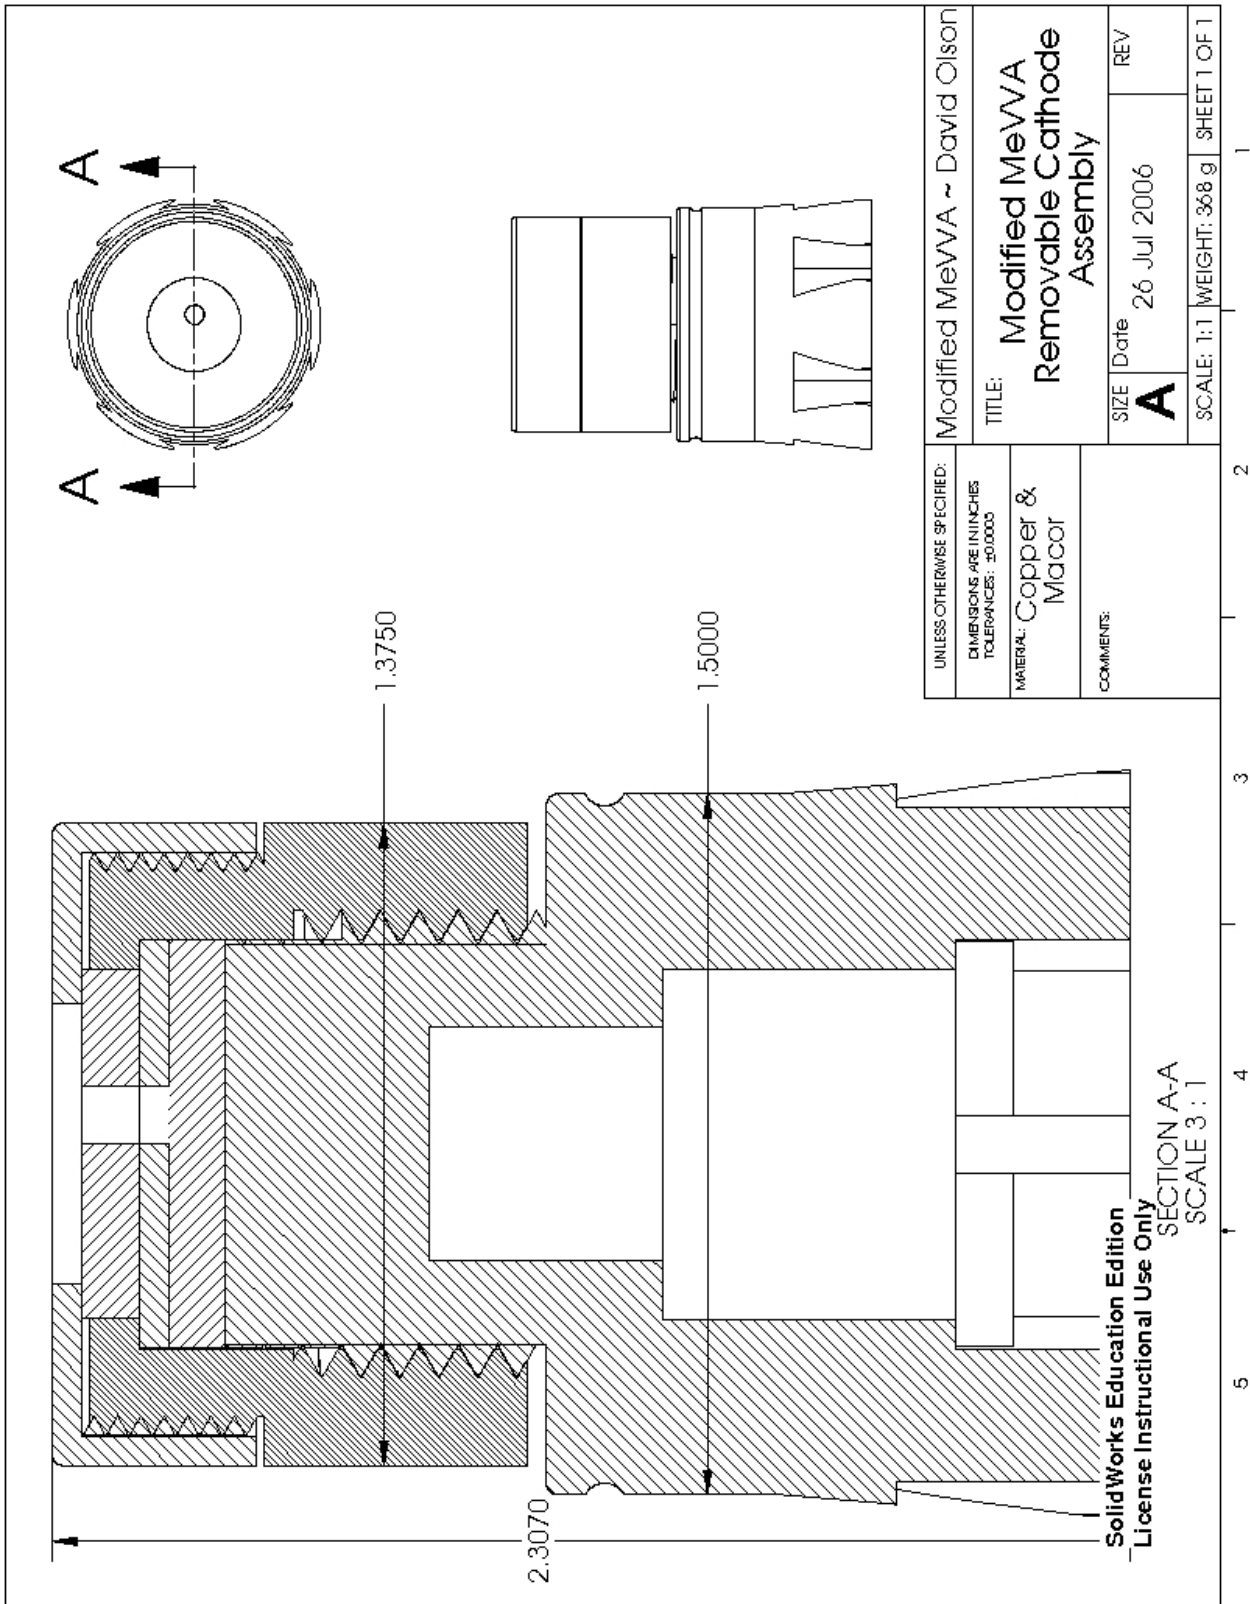 A
A
1.3750
1.5000
2.3070
SECTION A-A
SCALE 3 : 1
SolidWorks Education Edition
License Instructional Use Only
UNLESS OTHERWISE SPECIFIED:
DIMENSIONS ARE IN INCHES
TOLERANCES: ±0.0005
MATERIAL: Copper &
Macor
COMMENTS:
Modified MeVVA ~ David Olson
TITLE:
Modified MeVVA
Removable Cathode
Assembly
SIZE
A
Date
26 Jul 2006
REV
SCALE: 1:1
WEIGHT: 368 g
SHEET 1 OF 1
5
4
3
2
1